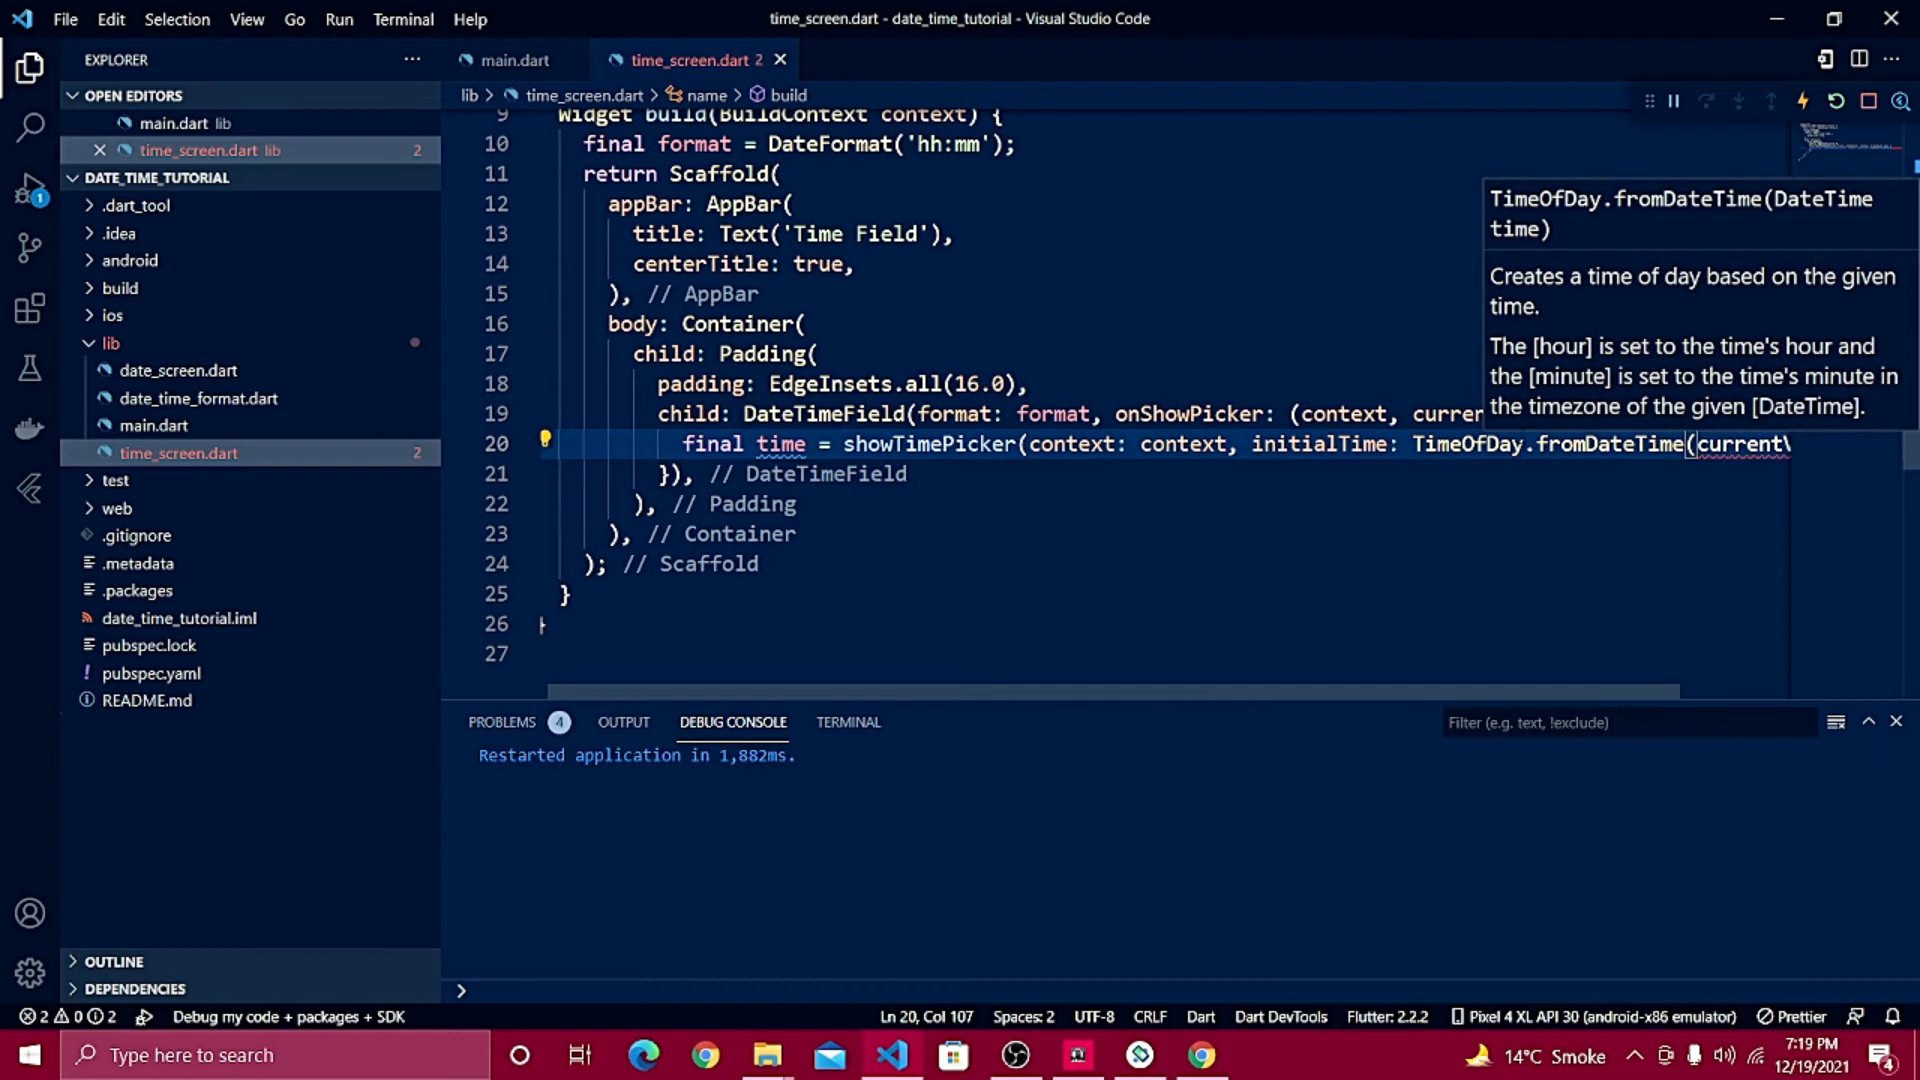 File Edit Selection View Go Run Terminal Help
time_screen.dart - date_time_tutorial - Visual Studio Code
EXPLORER
OPEN EDITORS
main.dart lib
time_screen.dart lib 2
DATE_TIME_TUTORIAL
.dart_tool
.idea
android
build
ios
lib
date_screen.dart
date_time_format.dart
main.dart
time_screen.dart 2
test
web
.gitignore
.metadata
.packages
date_time_tutorial.iml
pubspec.lock
pubspec.yaml
README.md
OUTLINE
DEPENDENCIES
main.dart
time_screen.dart 2
lib > time_screen.dart > name > build
9 Widget build(BuildContext context) {
10 final format = DateFormat('hh:mm');
11 return Scaffold(
12 appBar: AppBar(
13 title: Text('Time Field'),
14 centerTitle: true,
15 ), // AppBar
16 body: Container(
17 child: Padding(
18 padding: EdgeInsets.all(16.0),
19 child: DateTimeField(format: format, onShowPicker: (context, curren
20 final time = showTimePicker(context: context, initialTime: TimeOfDay.fromDateTime(current\
21 }), // DateTimeField
22 ), // Padding
23 ), // Container
24 ); // Scaffold
25 }
26 }
27
TimeOfDay.fromDateTime(DateTime
time)
Creates a time of day based on the given
time.
The [hour] is set to the time's hour and
the [minute] is set to the time's minute in
the timezone of the given [DateTime].
PROBLEMS 4 OUTPUT DEBUG CONSOLE TERMINAL
Filter (e.g. text, !exclude)
Restarted application in 1,882ms.
2 0 2 Debug my code + packages + SDK
Ln 20, Col 107 Spaces: 2 UTF-8 CRLF Dart Dart DevTools Flutter: 2.2.2 Pixel 4 XL API 30 (android-x86 emulator) Prettier
Type here to search
14°C Smoke
7:19 PM
12/19/2021
4
1